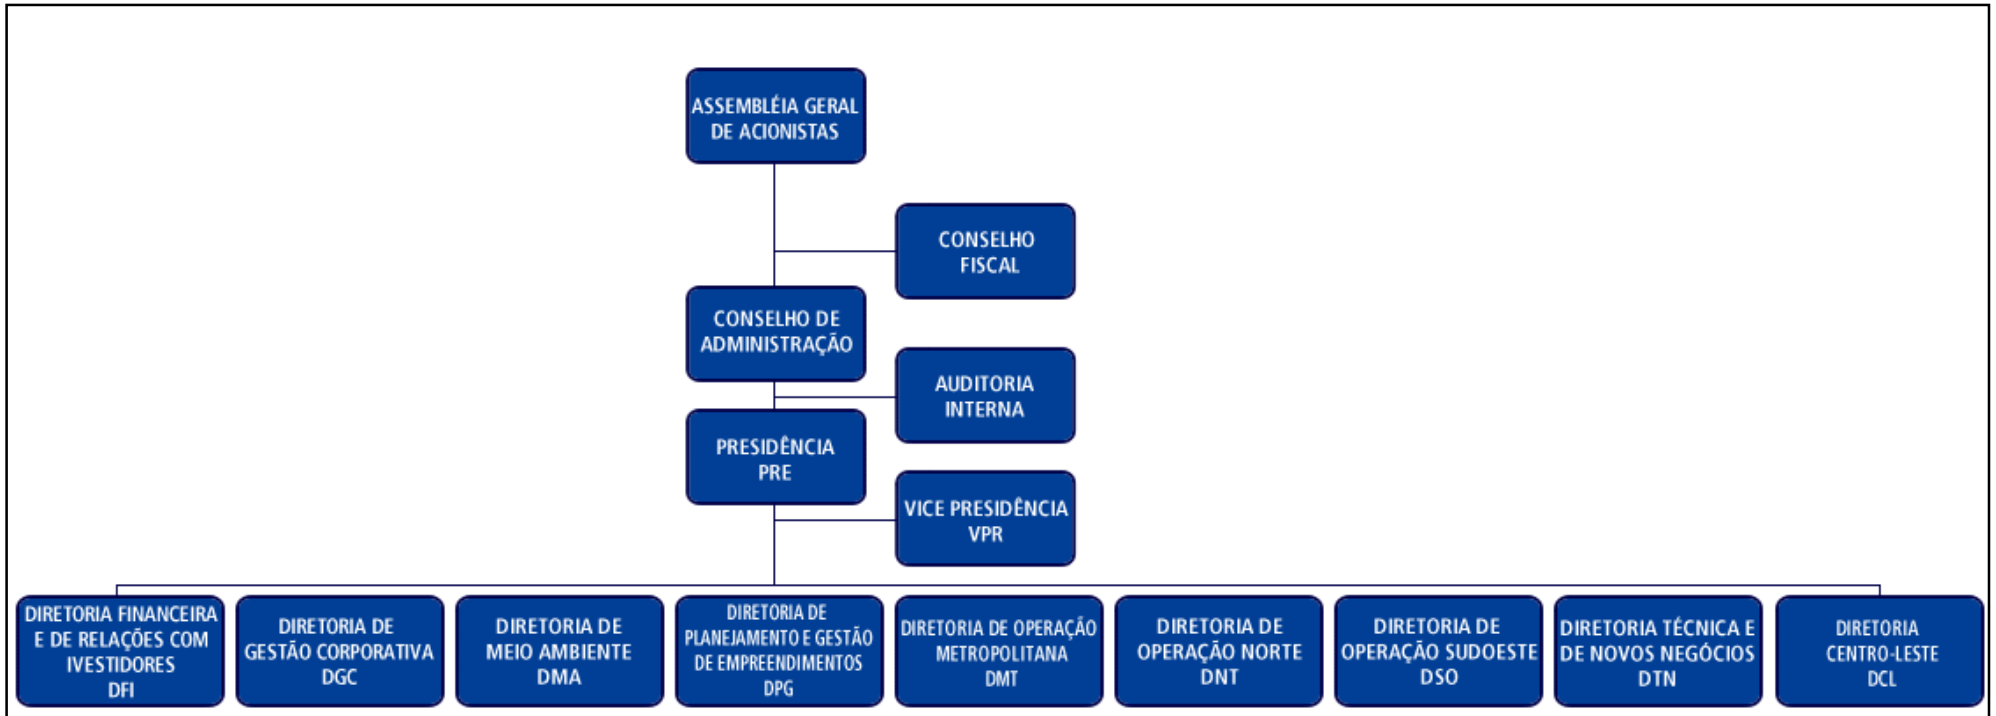 ASSEMBLÉIA GERAL
DE ACIONISTAS
CONSELHO
FISCAL
CONSELHO DE
ADMINISTRAÇÃO
AUDITORIA
INTERNA
PRESIDÊNCIA
PRE
VICE PRESIDÊNCIA
VPR
DIRETORIA FINANCEIRA
E DE RELAÇÕES COM
IVESTIDORES
DFI
DIRETORIA DE
GESTÃO CORPORATIVA
DGC
DIRETORIA DE
MEIO AMBIENTE
DMA
DIRETORIA DE
PLANEJAMENTO E GESTÃO
DE EMPREENDIMENTOS
DPG
DIRETORIA DE OPERAÇÃO
METROPOLITANA
DMT
DIRETORIA DE
OPERAÇÃO NORTE
DNT
DIRETORIA DE
OPERAÇÃO SUDOESTE
DSO
DIRETORIA TÉCNICA E
DE NOVOS NEGÓCIOS
DTN
DIRETORIA
CENTRO-LESTE
DCL